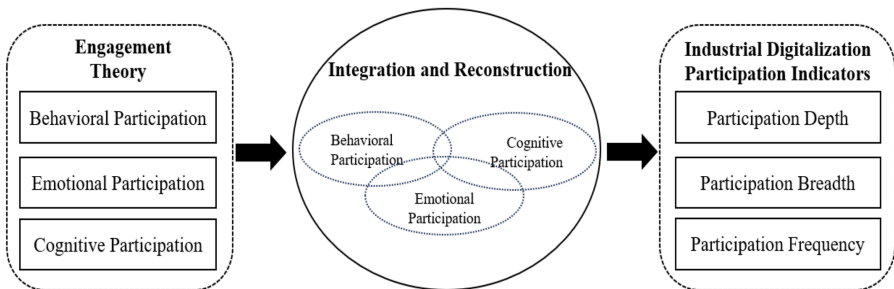 Engagement
Theory
Behavioral Participation
Emotional Participation
Cognitive Participation
Integration and Reconstruction
Behavioral
Participation
Cognitive
Participation
Emotional
Participation
Industrial Digitalization
Participation Indicators
Participation Depth
Participation Breadth
Participation Frequency